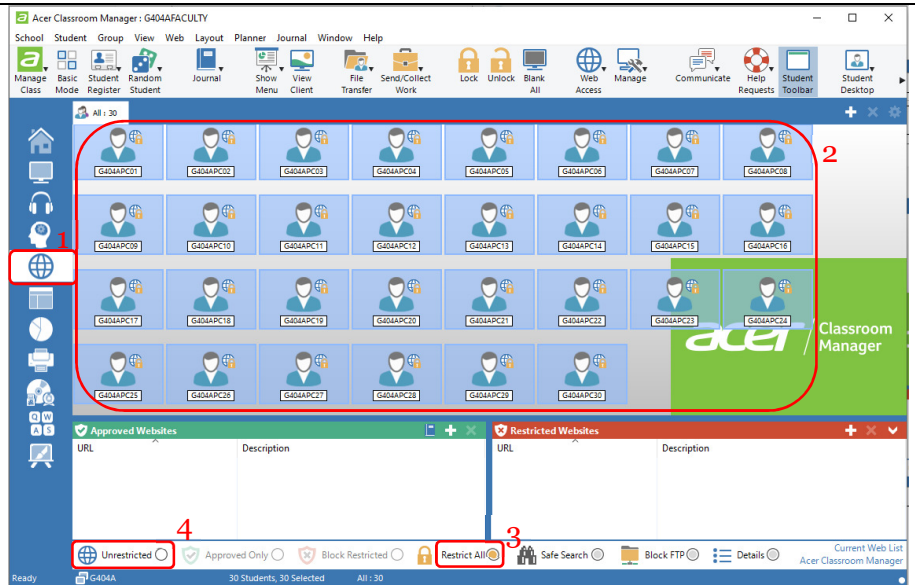 Acer Classroom Manager : G404AFACULTY
School Student Group View Web Layout Planner Journal Window Help
Manage Class Basic Mode Student Register Random Student Journal Show Menu View Client File Transfer Send/Collect Work Lock Unlock Blank All Web Access Manage Communicate Help Requests Student Toolbar Student Desktop
All : 30
2
G404APC01 G404APC02 G404APC03 G404APC04 G404APC05 G404APC06 G404APC07 G404APC08
1
G404APC09 G404APC10 G404APC11 G404APC12 G404APC13 G404APC14 G404APC15 G404APC16
G404APC17 G404APC18 G404APC19 G404APC20 G404APC21 G404APC22 G404APC23 G404APC24
acer Classroom
Manager
G404APC25 G404APC26 G404APC27 G404APC28 G404APC29 G404APC30
Q W
A S
Approved Websites Restricted Websites
URL Description URL Description
4 3
Unrestricted Approved Only Block Restricted Restrict All Safe Search Block FTP Details
Current Web List
Acer Classroom Manager
Ready G404A 30 Students, 30 Selected All : 30